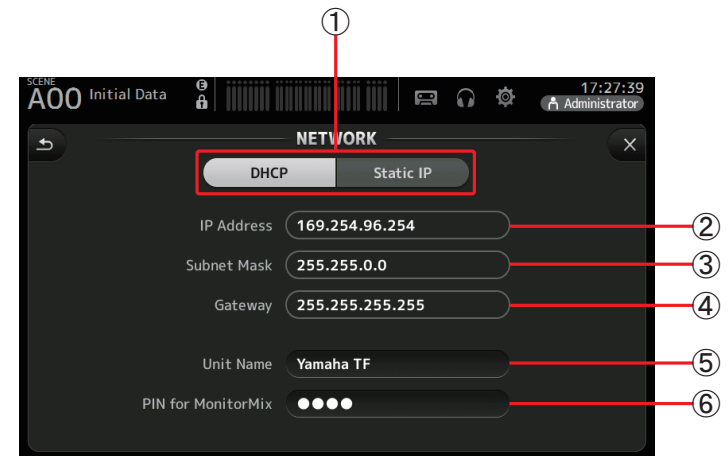 ①
SCENE
A00 Initial Data
E
17:27:39
Administrator
NETWORK
DHCP Static IP
IP Address 169.254.96.254 ②
Subnet Mask 255.255.0.0 ③
Gateway 255.255.255.255 ④
Unit Name Yamaha TF ⑤
PIN for MonitorMix ●●●● ⑥